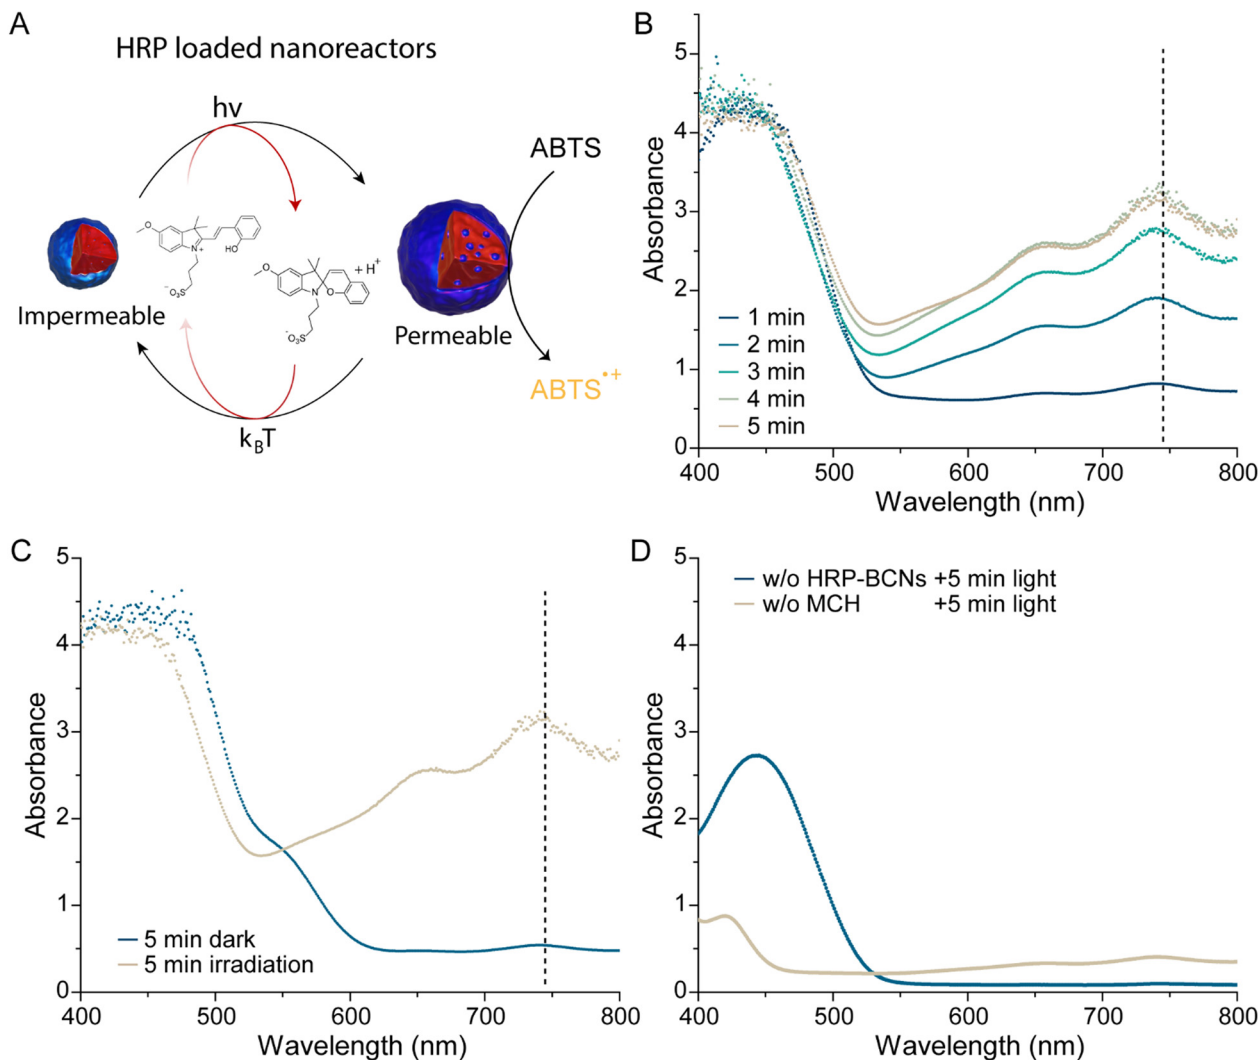 A
HRP loaded nanoreactors
hν
ABTS
O
N
+
HO
-
O₃S
O
N
O
+ H⁺
-
O₃S
Impermeable
Permeable
ABTS•+
kBT
B
5
4
3
2
1
0
Absorbance
1 min
2 min
3 min
4 min
5 min
400 500 600 700 800
Wavelength (nm)
C
5
4
3
2
1
0
Absorbance
5 min dark
5 min irradiation
400 500 600 700 800
Wavelength (nm)
D
5
4
3
2
1
0
Absorbance
w/o HRP-BCNs +5 min light
w/o MCH +5 min light
400 500 600 700 800
Wavelength (nm)